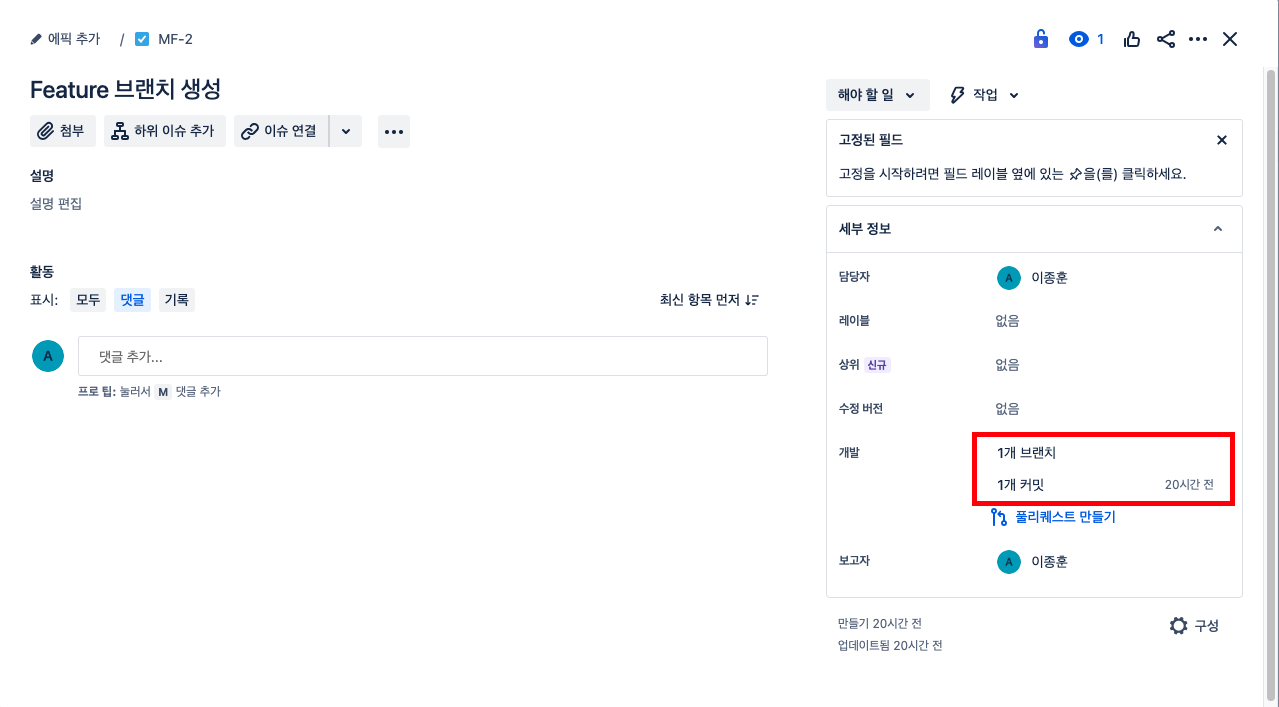 에픽 추가 / MF-2
1
Feature 브랜치 생성
첨부 하위 이슈 추가 이슈 연결
설명
설명 편집
활동
표시: 모두 댓글 기록 최신 항목 먼저
A 댓글 추가...
프로 팁: 눌러서 M 댓글 추가
해야 할 일 작업
고정된 필드
고정을 시작하려면 필드 레이블 옆에 있는 을(를) 클릭하세요.
세부 정보
담당자 A 이종훈
레이블 없음
상위 신규 없음
수정 버전 없음
개발 1개 브랜치
1개 커밋 20시간 전
풀리퀘스트 만들기
보고자 A 이종훈
만들기 20시간 전
업데이트됨 20시간 전
구성